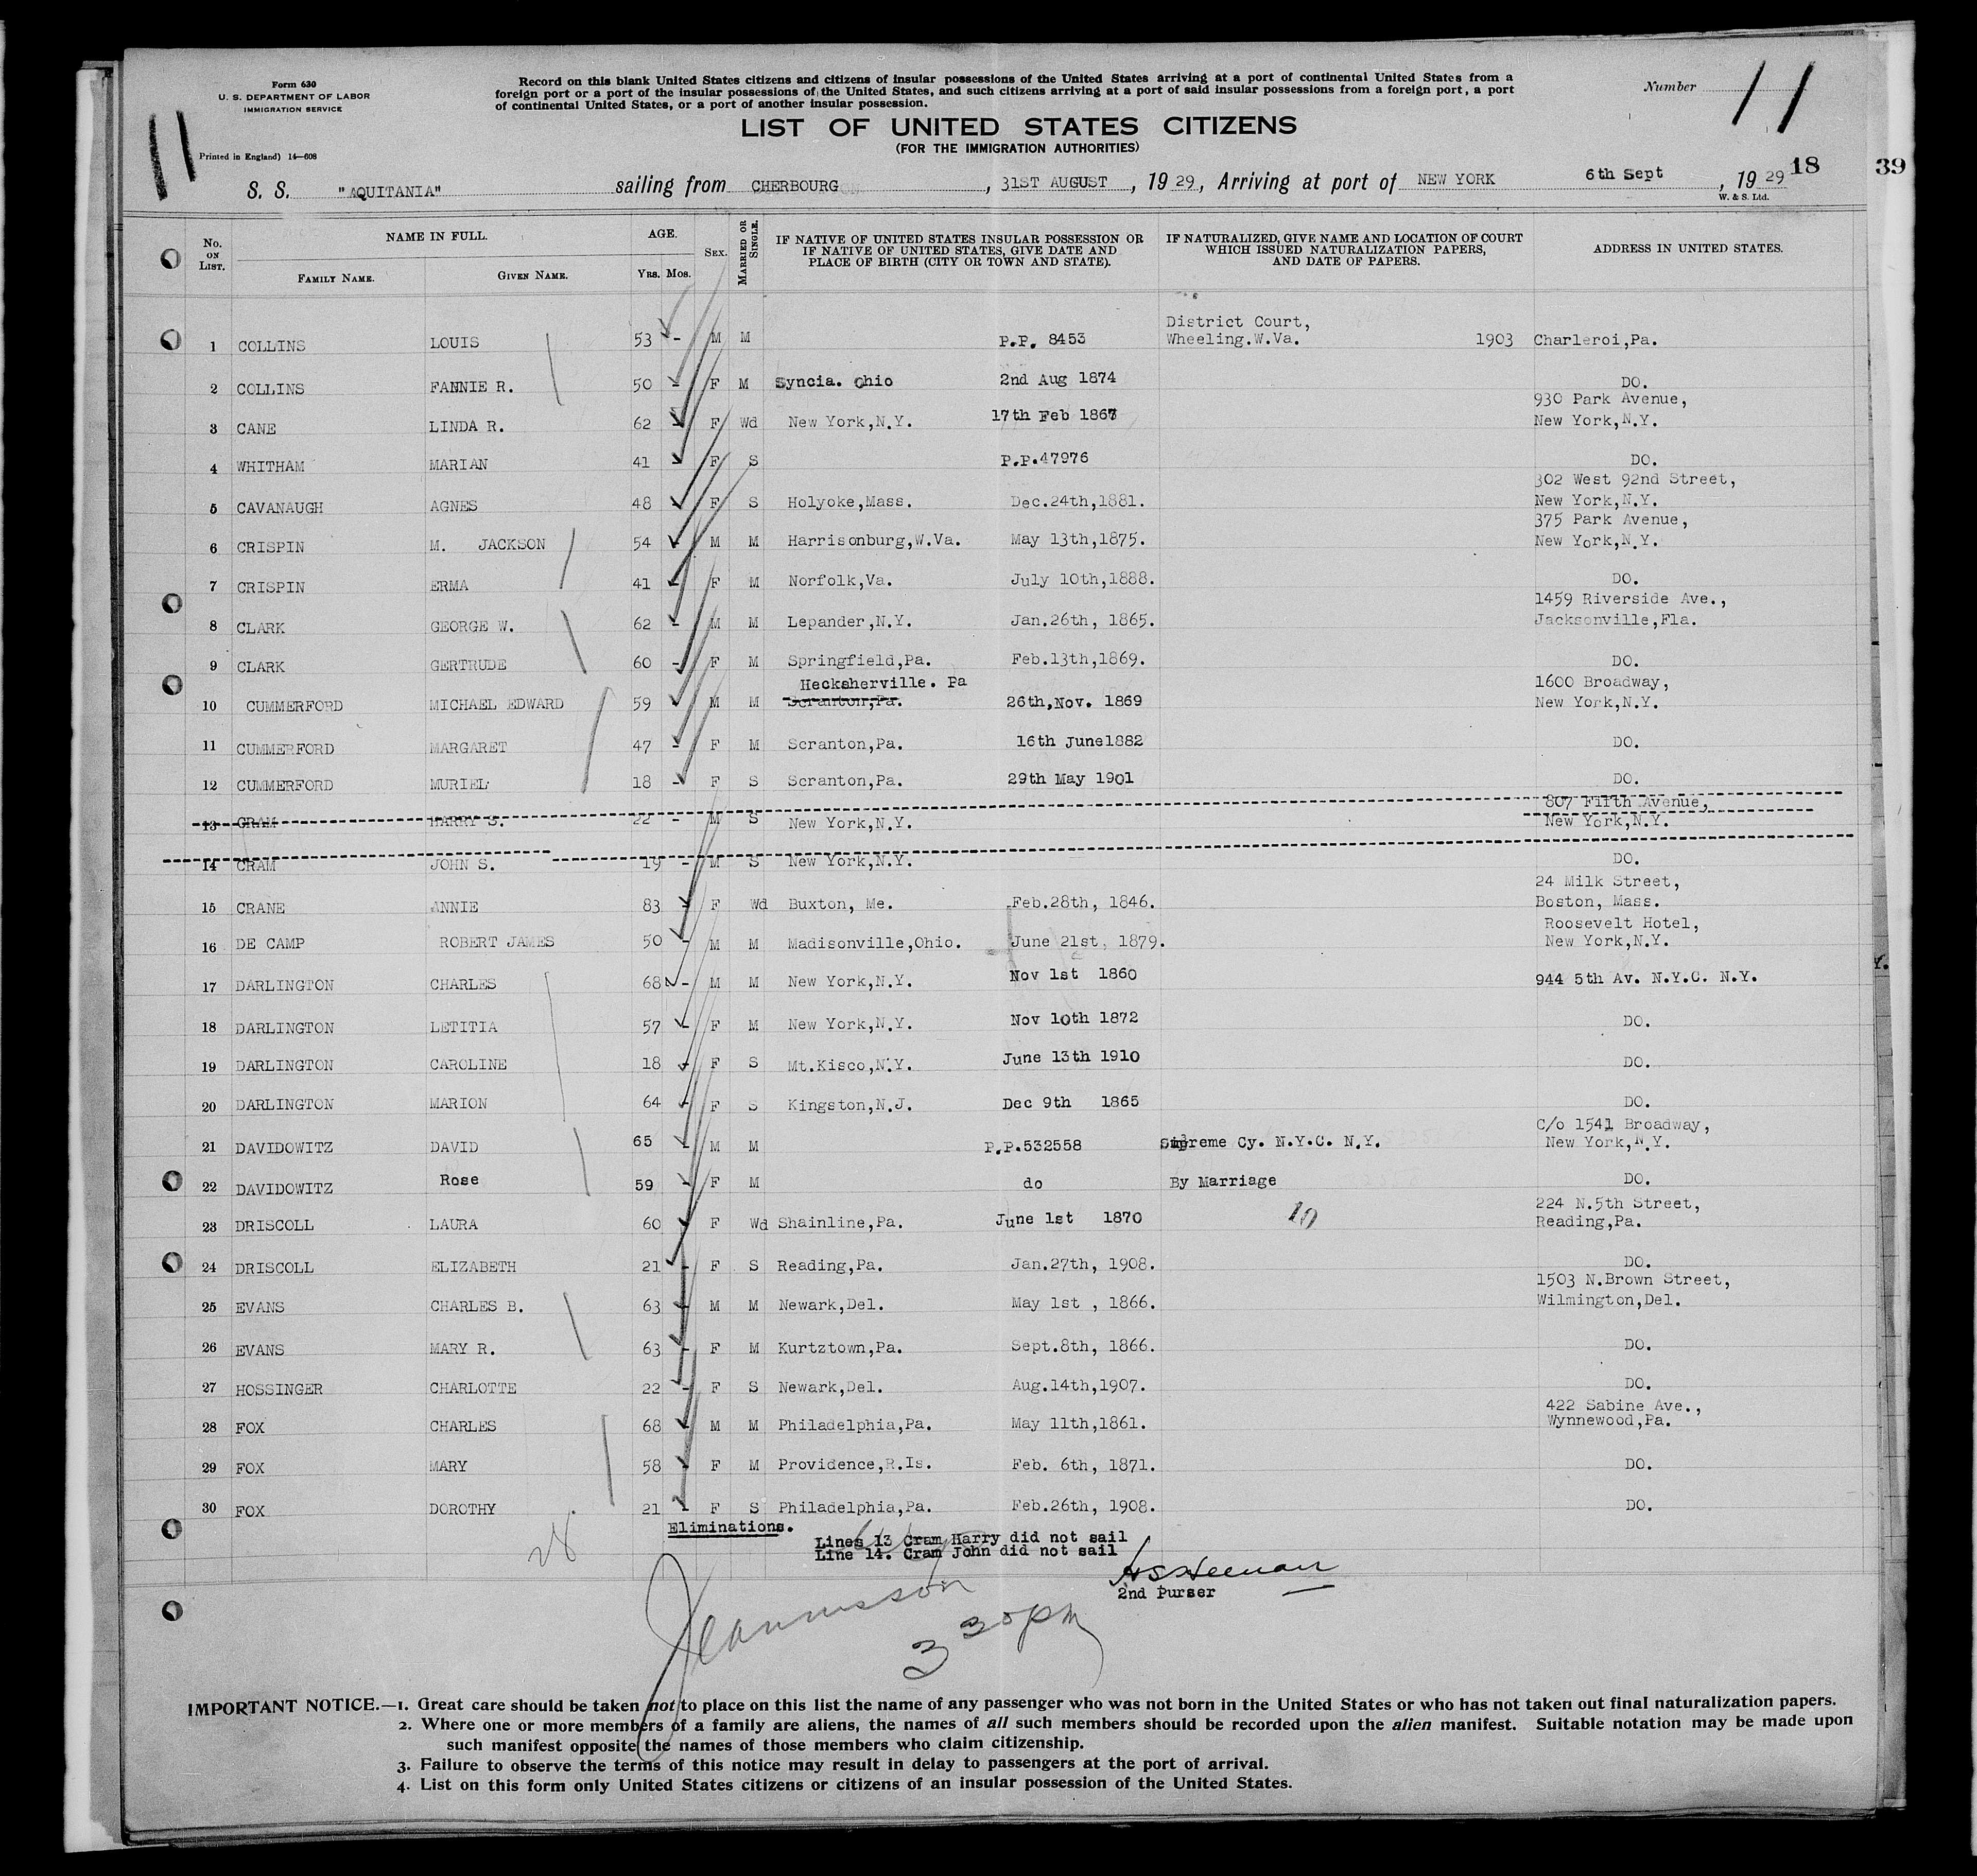 Form 630
U. S. DEPARTMENT OF LABOR
IMMIGRATION SERVICE
Record on this blank United States citizens and citizens of insular possessions of the United States arriving at a port of continental United States from a
foreign port or a port of the insular possessions of the United States, and such citizens arriving at a port of said insular possessions from a foreign port, a port
of continental United States, or a port of another insular possession.
Number 11
11
LIST OF UNITED STATES CITIZENS
(FOR THE IMMIGRATION AUTHORITIES)
Printed in England) 14—608
S. S. "AQUITANIA" sailing from CHERBOURG, 31ST AUGUST, 1929, Arriving at port of NEW YORK 6th Sept, 1929
18 39
W. & S. Ltd.
No. ON LIST. NAME IN FULL. AGE. SEX. MARRIED OR SINGLE. IF NATIVE OF UNITED STATES INSULAR POSSESSION OR IF NATIVE OF UNITED STATES, GIVE DATE AND PLACE OF BIRTH (CITY OR TOWN AND STATE). IF NATURALIZED, GIVE NAME AND LOCATION OF COURT WHICH ISSUED NATURALIZATION PAPERS, AND DATE OF PAPERS. ADDRESS IN UNITED STATES.
FAMILY NAME. GIVEN NAME. YRS. MOS.
1 COLLINS LOUIS 53 - M M P.P. 8453 District Court, Wheeling.W.Va. 1903 Charleroi,Pa.
2 COLLINS FANNIE R. 50 - F M Syncia. Ohio 2nd Aug 1874 DO.
3 CANE LINDA R. 62 F Wd New York,N.Y. 17th Feb 1867 930 Park Avenue, New York,N.Y.
4 WHITHAM MARIAN 41 F S P.P.47976 DO.
5 CAVANAUGH AGNES 48 F S Holyoke,Mass. Dec.24th,1881. 302 West 92nd Street, New York,N.Y.
6 CRISPIN M. JACKSON 54 M M Harrisonburg,W.Va. May 13th,1875. 375 Park Avenue, New York,N.Y.
7 CRISPIN ERMA 41 F M Norfolk,Va. July 10th,1888. DO.
8 CLARK GEORGE W. 62 - M M Lepander,N.Y. Jan.26th, 1865. 1459 Riverside Ave., Jacksonville,Fla.
9 CLARK GERTRUDE 60 - F M Springfield,Pa. Feb.13th,1869. DO.
10 CUMMERFORD MICHAEL EDWARD 59 M M Hecksherville. Pa Scranton,Pa. 26th,Nov. 1869 1600 Broadway, New York,N.Y.
11 CUMMERFORD MARGARET 47 - F M Scranton,Pa. 16th June1882 DO.
12 CUMMERFORD MURIEL 18 - F S Scranton,Pa. 29th May 1901 DO.
13 CRAM HARRY S. 22 - M S New York,N.Y. 807 Fifth Avenue, New York,N.Y.
14 CRAM JOHN S. 19 - M S New York,N.Y. DO.
15 CRANE ANNIE 83 - F Wd Buxton, Me. Feb.28th, 1846. 24 Milk Street, Boston, Mass.
16 DE CAMP ROBERT JAMES 50 - M M Madisonville,Ohio. June 21st, 1879. Roosevelt Hotel, New York,N.Y.
17 DARLINGTON CHARLES 68 - M M New York,N.Y. Nov 1st 1860 944 5th Av. N.Y.C. N.Y.
18 DARLINGTON LETITIA 57 - F M New York,N.Y. Nov 10th 1872 DO.
19 DARLINGTON CAROLINE 18 - F S Mt.Kisco,N.Y. June 13th 1910 DO.
20 DARLINGTON MARION 64 - F S Kingston,N.J. Dec 9th 1865 DO.
21 DAVIDOWITZ DAVID 65 - M M P.P.532558 Supreme Cy. N.Y.C. N.Y. C/o 1541 Broadway, New York,N.Y.
22 DAVIDOWITZ Rose 59 F M do By Marriage DO.
10
23 DRISCOLL LAURA 60 F Wd Shainline,Pa. June 1st 1870 224 N.5th Street, Reading,Pa.
24 DRISCOLL ELIZABETH 21 - F S Reading,Pa. Jan.27th, 1908. DO.
25 EVANS CHARLES B. 63 - M M Newark,Del. May 1st , 1866. 1503 N.Brown Street, Wilmington,Del.
26 EVANS MARY R. 63 - F M Kurtztown,Pa. Sept.8th, 1866. DO.
27 HOSSINGER CHARLOTTE 22 - F S Newark,Del. Aug.14th,1907. DO.
28 FOX CHARLES 68 - M M Philadelphia,Pa. May 11th,1861. 422 Sabine Ave., Wynnewood,Pa.
29 FOX MARY 58 - F M Providence,R.Is. Feb. 6th, 1871. DO.
30 FOX DOROTHY 21 - F S Philadelphia,Pa. Feb.26th, 1908. DO.
Eliminations.
Lines 13 Cram Harry did not sail
Line 14. Cram John did not sail
28
2nd Purser
3 30 pm
IMPORTANT NOTICE.—1. Great care should be taken not to place on this list the name of any passenger who was not born in the United States or who has not taken out final naturalization papers.
2. Where one or more members of a family are aliens, the names of all such members should be recorded upon the alien manifest. Suitable notation may be made upon
such manifest opposite the names of those members who claim citizenship.
3. Failure to observe the terms of this notice may result in delay to passengers at the port of arrival.
4. List on this form only United States citizens or citizens of an insular possession of the United States.